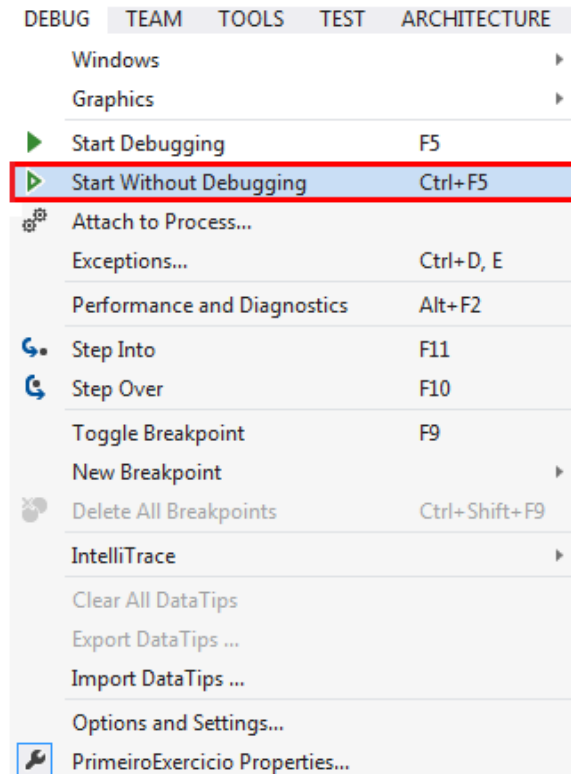 DEBUG TEAM TOOLS TEST ARCHITECTURE
Windows
Graphics
Start Debugging F5
Start Without Debugging Ctrl+F5
Attach to Process...
Exceptions... Ctrl+D, E
Performance and Diagnostics Alt+F2
Step Into F11
Step Over F10
Toggle Breakpoint F9
New Breakpoint
Delete All Breakpoints Ctrl+Shift+F9
IntelliTrace
Clear All DataTips
Export DataTips ...
Import DataTips ...
Options and Settings...
PrimeiroExercicio Properties...